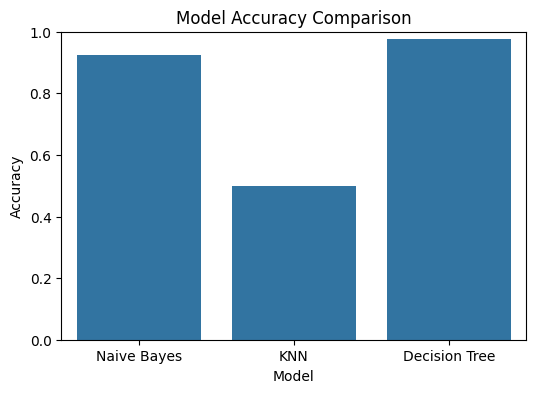 Model Accuracy Comparison
1.0
0.8
0.6
0.4
0.2
0.0
Accuracy
Naive Bayes KNN Decision Tree
Model